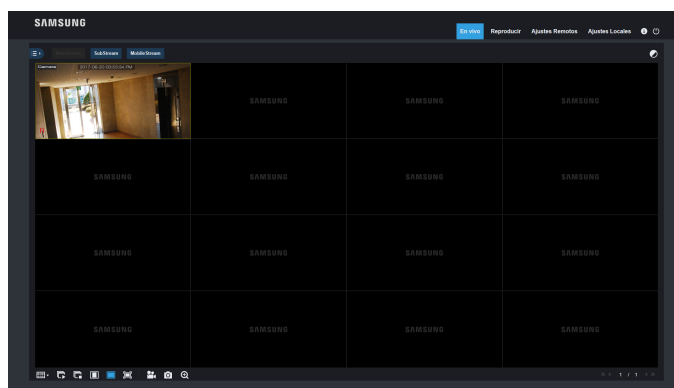 SAMSUNG
En vivo Reproducir Ajustes Remotos Ajustes Locales
SubStream MobileStream
SAMSUNG SAMSUNG SAMSUNG
SAMSUNG SAMSUNG SAMSUNG SAMSUNG
SAMSUNG SAMSUNG SAMSUNG SAMSUNG
SAMSUNG SAMSUNG SAMSUNG SAMSUNG
1 / 1